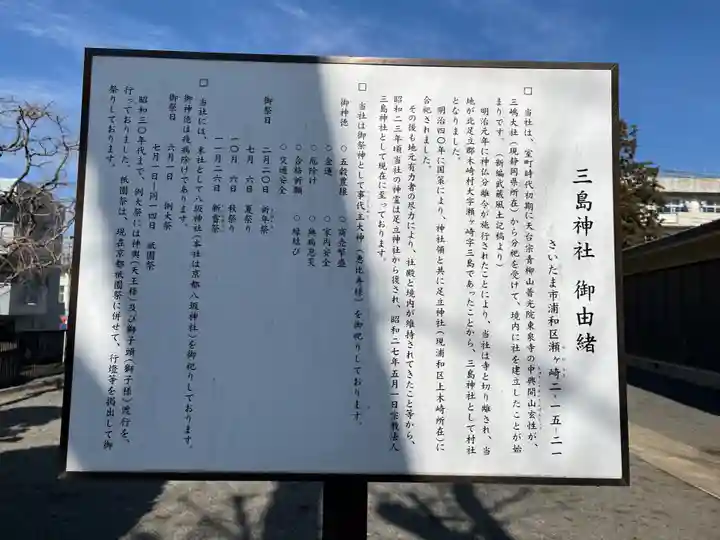 三島神社 御由緒
さいたま市浦和区瀬ヶ崎二-一五-二一
□ 当社は、室町時代初期に天台宗青柳山普光院東泉寺の中興開山玄性が、
三嶋大社（現静岡県所在）から分祀を受けて、境内に社を建立したことが始
まりです。（新編武蔵風土記稿より）
明治元年に神仏分離令が施行されたことにより、当社は寺と切り離され、当
地が北足立郡木崎村大字瀬ヶ崎字三島であったことから、三島神社として村社
となりました。
明治四〇年に国策により、神社領と共に足立神社（現浦和区上木崎所在）に
合祀されました。
その後も地元有力者の尽力により、社殿と境内が維持されてきたこと等から、
昭和二三年頃当社の神霊は足立神社から復され、昭和二七年五月一日宗教法人
三島神社として現在に至っております。
□ 当社は御祭神として事代主大神（恵比寿様）を御祀りしております。
御神徳 ○ 五穀豊穣 ○ 商売繁盛
○ 金運 ○ 家内安全
○ 厄除け ○ 無病息災
○ 合格祈願 ○ 縁結び
○ 交通安全
御祭日 二月二〇日 祈年祭
七月 六日 夏祭り
一〇月 六日 秋祭り
一一月二六日 新嘗祭
□ 当社には、末社として八坂神社（本社は京都八坂神社）を御祀りしております。
御神徳は疫病除けであります。
御祭日 六月 一日 例大祭
七月一日～一四日 祇園祭
昭和三〇年代まで、例大祭には神輿（天王様）及び獅子頭（獅子様）渡行を、
行っておりました。祇園祭は、現在京都祇園祭に併せて、行燈等を掲出して御
祭りしております。